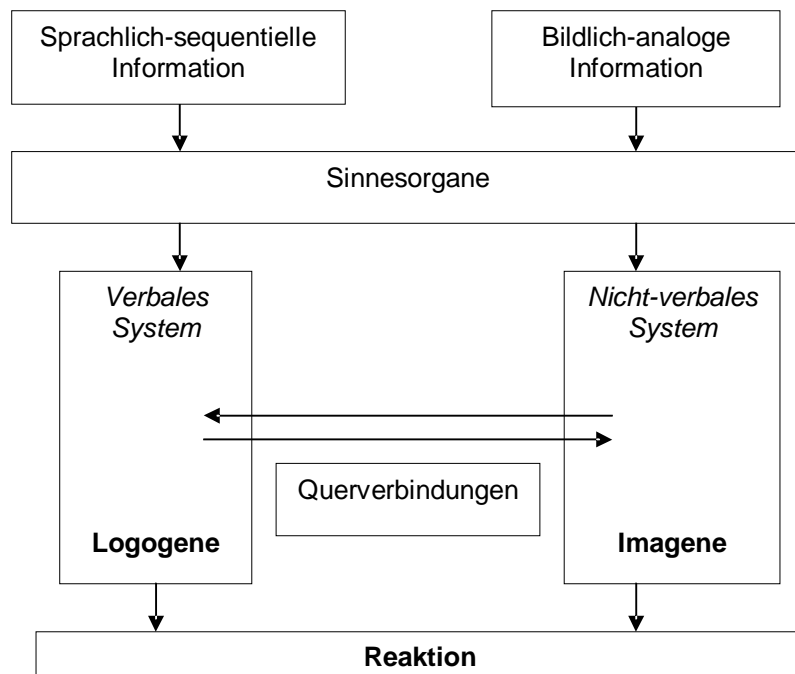 Sprachlich-sequentielle
Information
Bildlich-analoge
Information
Sinnesorgane
Verbales
System
Nicht-verbales
System
Querverbindungen
Logogene
Imagene
Reaktion